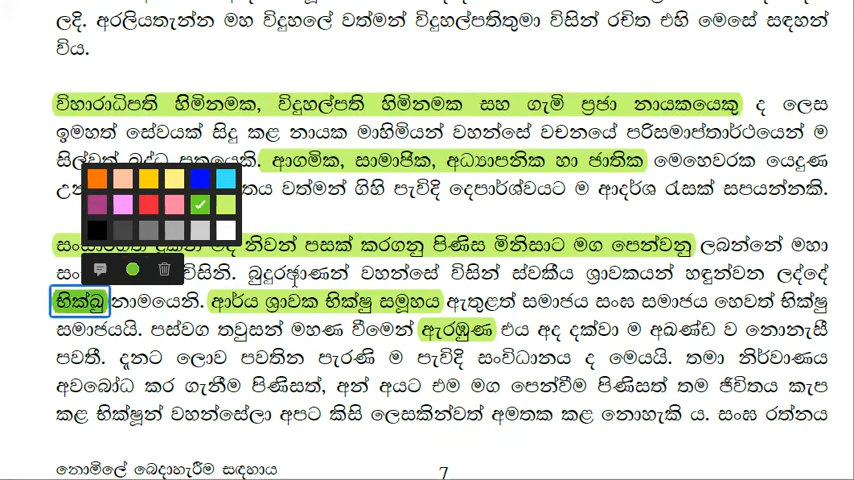 ලදි. අරලියගැන්න මහ විදුහලේ වත්මන් විදුහල්පතිතුමා විසින් රචිත එහි මෙසේ සඳහන්
විය.
විහාරාධිපති හිමිනමක, විදුහල්පති හිමිනමක සහ ගැමි ප්‍රජා නායකයෙකු ද ලෙස
ඉමහත් සේවයක් සිදු කළ නායක මාහිමියන් වහන්සේ වචනයේ පරිසමාප්තාර්ථයෙන් ම
ආගමික, සාමාජික, අධ්‍යාපනික හා ජාතික මෙහෙවරක යෙදුණ
වත්මන් ගිහි පැවිදි දෙපාර්ශ්වයට ම ආදර්ශ රැසක් සපයන්නකි.
නිවන් පසක් කරගනු පිණිස මිනිසාට මග පෙන්වනු ලබන්නේ මහා
විසිනි. බුදුරජාණන් වහන්සේ විසින් ස්වකීය ශ්‍රාවකයන් හඳුන්වන ලද්දේ
භික්ඛු නාමයෙනි. ආර්ය ශ්‍රාවක භික්ෂු සමූහය ඇතුළත් සමාජය සංඝ සමාජය හෙවත් භික්ෂු
සමාජයයි. පස්වග තවුසන් මහණ වීමෙන් ඇරඹුණ එය අද දක්වා ම අඛණ්ඩ ව නොනැසී
පවතී. දැනට ලොව පවතින පැරණි ම පැවිදි සංවිධානය ද මෙයයි. තමා නිර්වාණය
අවබෝධ කර ගැනීම පිණිසත්, අන් අයට එම මග පෙන්වීම පිණිසත් තම ජීවිතය කැප
කළ භික්ෂූන් වහන්සේලා අපට කිසි ලෙසකින්වත් අමතක කළ නොහැකි ය. සංඝ රත්නය
නොමිලේ බෙදාහැරීම සඳහාය 7